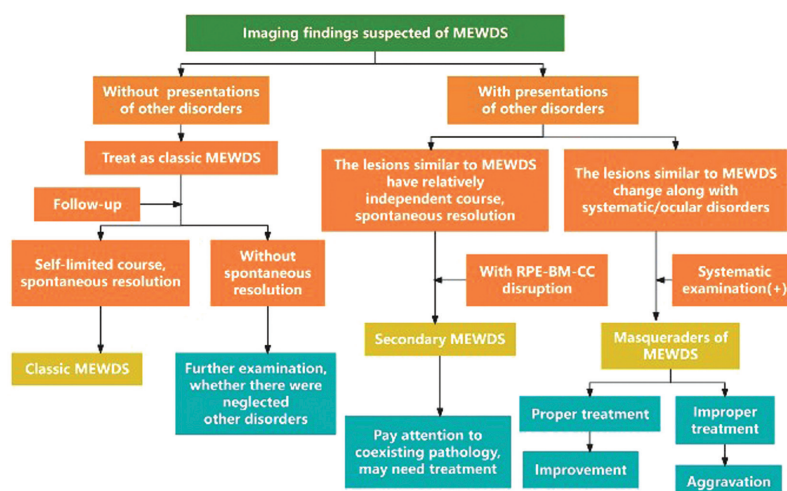 Imaging findings suspected of MEWDS
Without presentations
of other disorders
With presentations
of other disorders
Treat as classic MEWDS
The lesions similar to MEWDS
have relatively
independent course,
spontaneous resolution
The lesions similar to MEWDS
change along with
systematic/ocular disorders
Follow-up
Self-limited course,
spontaneous resolution
Without
spontaneous
resolution
With RPE-BM-CC
disruption
Systematic
examination(+)
Classic MEWDS
Further examination,
whether there were
neglected
other disorders
Secondary MEWDS
Masqueraders of
MEWDS
Pay attention to
coexisting pathology,
may need treatment
Proper treatment
Improper
treatment
Improvement
Aggravation